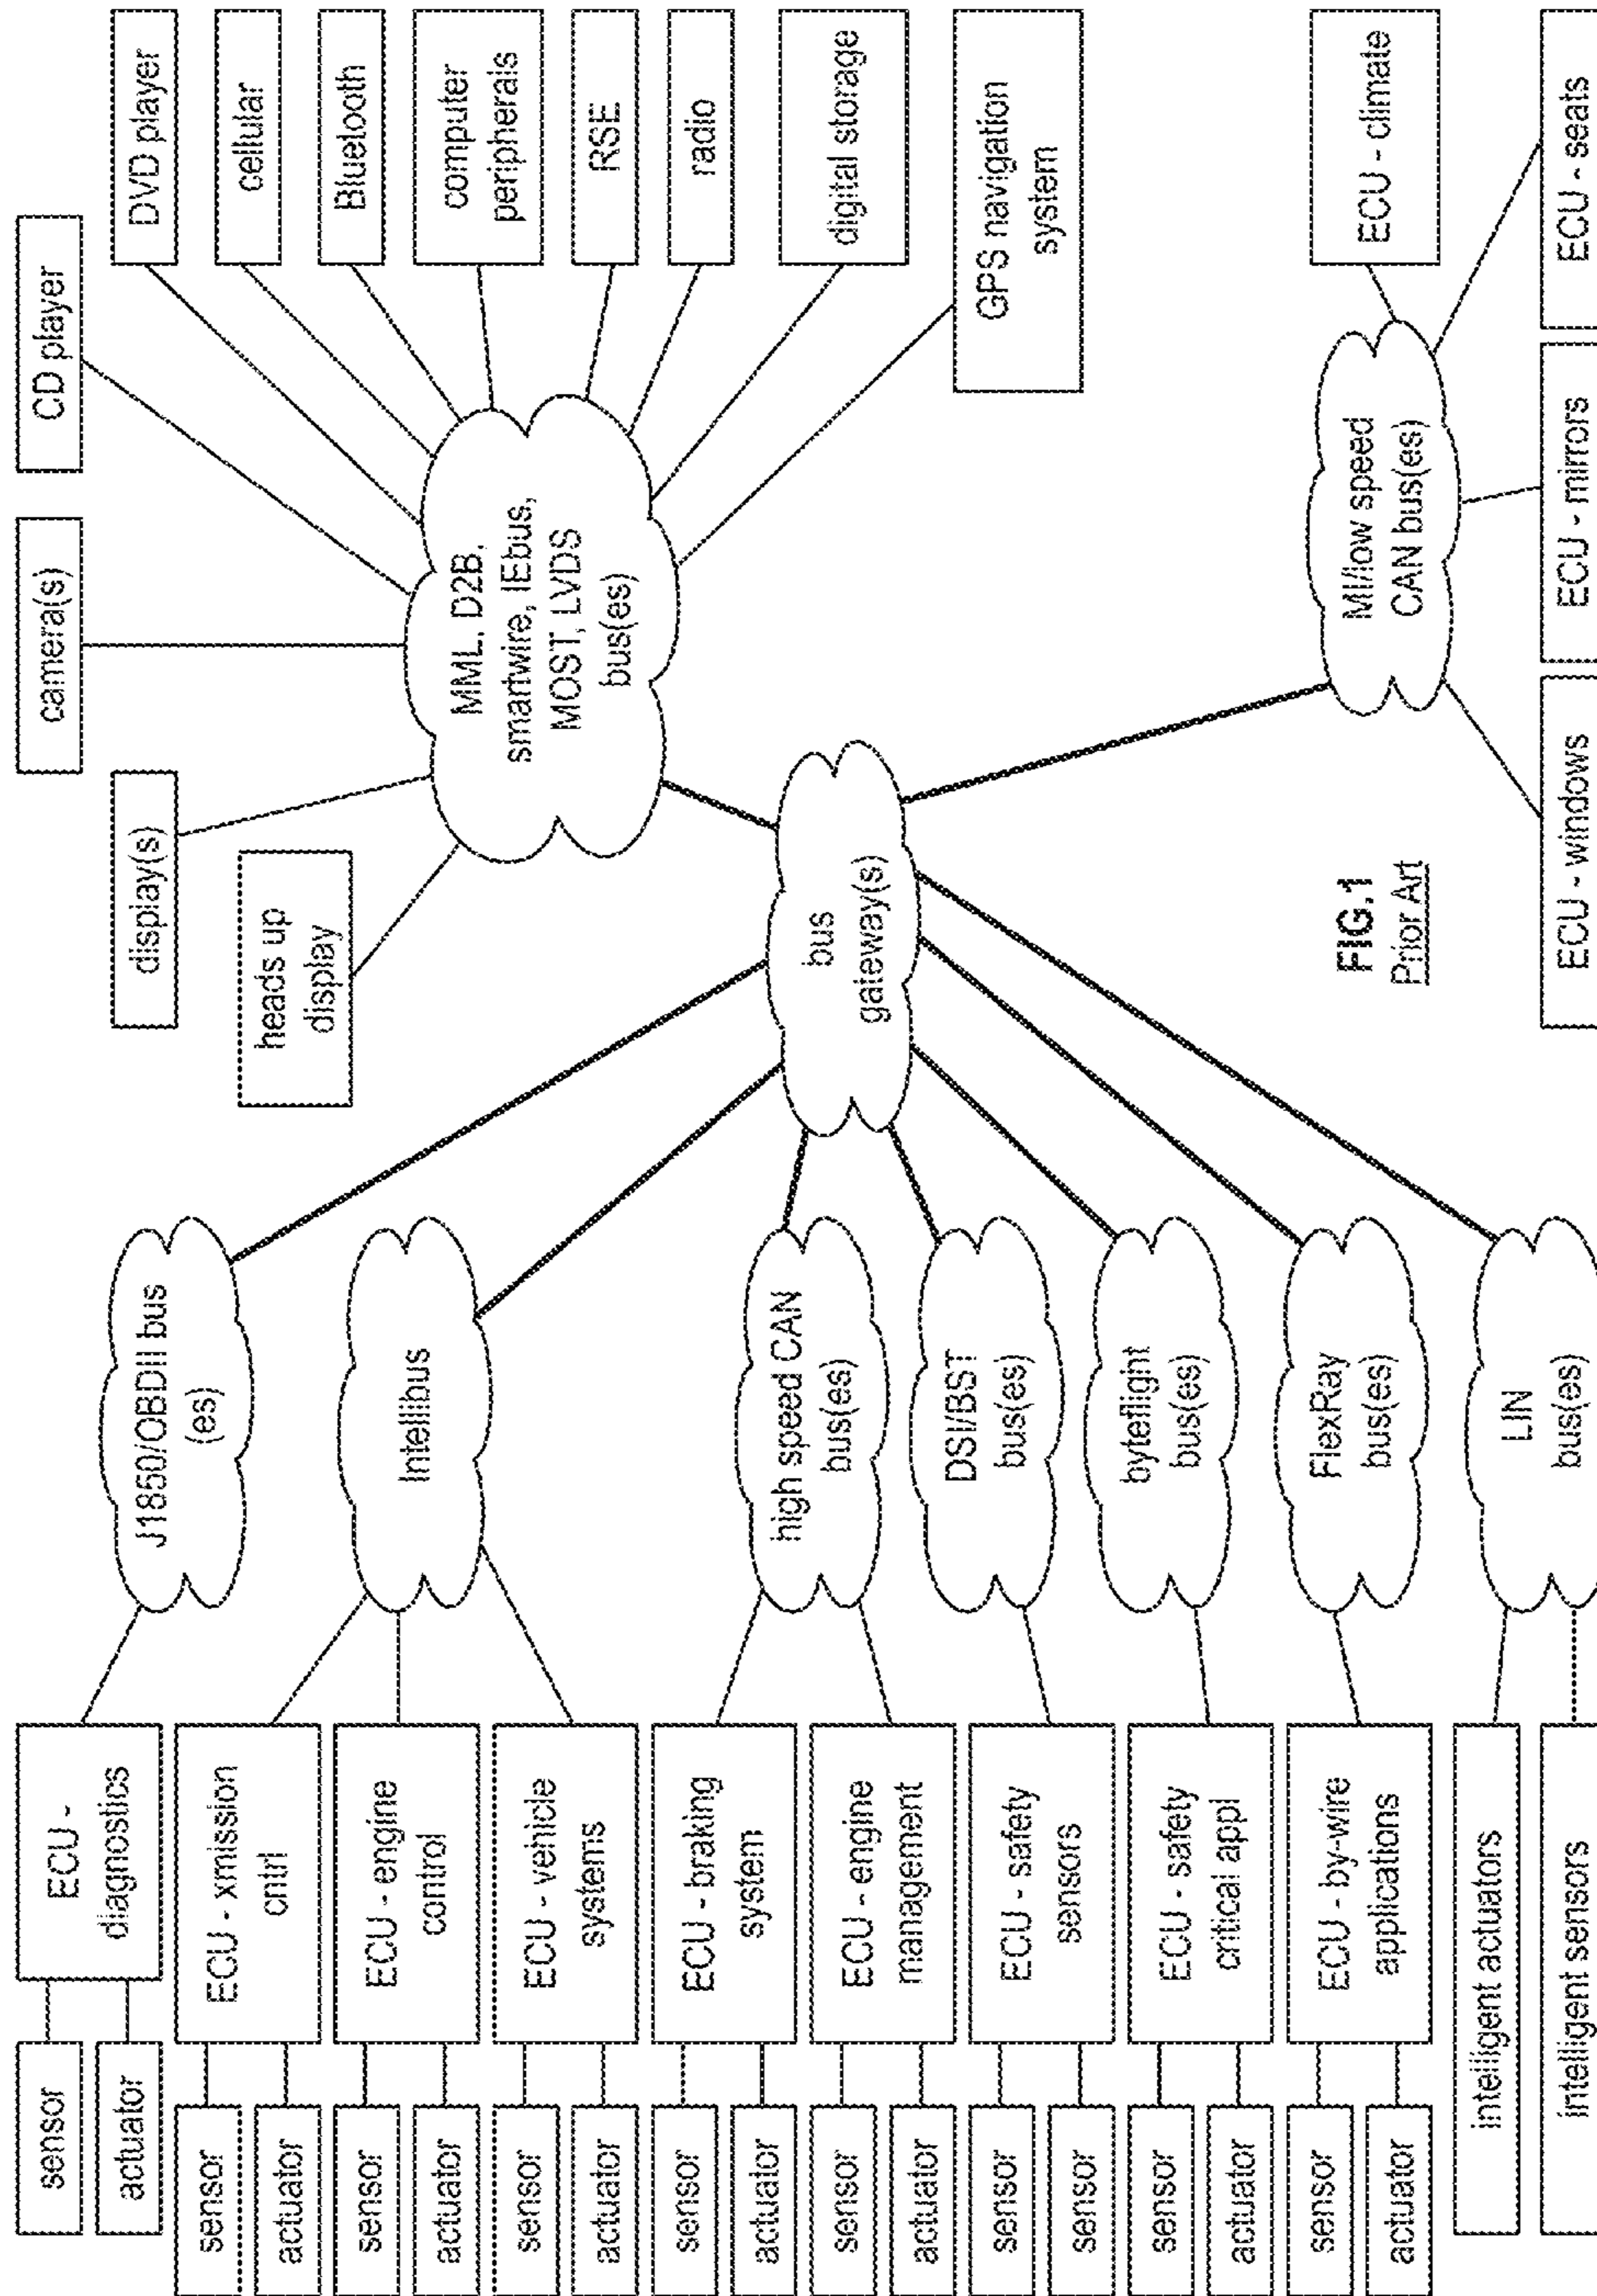 sensor
actuator
ECU -
diagnostics
J1850/OBDII bus
(es)
sensor
actuator
ECU - xmission
cntrl
sensor
actuator
ECU - engine
control
Intellibus
sensor
actuator
ECU - vehicle
systems
sensor
actuator
ECU - braking
system
high speed CAN
bus(es)
sensor
actuator
ECU - engine
management
sensor
sensor
ECU - safety
sensors
DSI/BST
bus(es)
sensor
actuator
ECU - safety
critical appl
byteflight
bus(es)
sensor
actuator
ECU - by-wire
applications
FlexRay
bus(es)
intelligent actuators
intelligent sensors
LIN
bus(es)
bus
gateway(s)
heads up
display
display(s)
camera(s)
CD player
DVD player
cellular
Bluetooth
computer
peripherals
RSE
radio
digital storage
GPS navigation
system
MML, D2B,
smartwire, IEbus,
MOST, LVDS
bus(es)
MI/low speed
CAN bus(es)
ECU - climate
ECU - windows
ECU - mirrors
ECU - seats
FIG.1
Prior Art